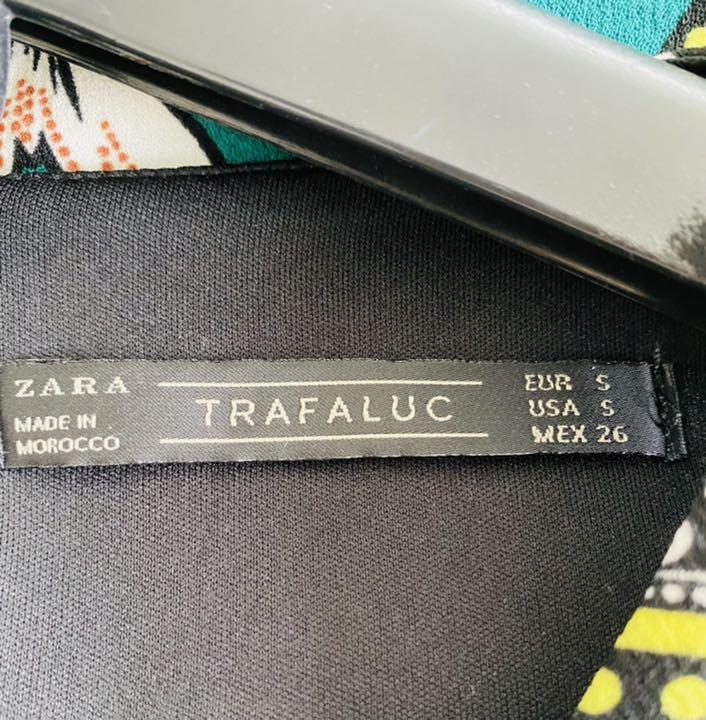 ZARA
MADE IN
MOROCCO
TRAFALUC
EUR S
USA S
MEX 26